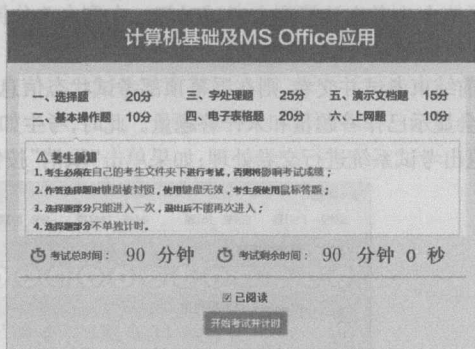 计算机基础及MS Office应用
一、选择题 20分 三、字处理题 25分 五、演示文档题 15分
二、基本操作题 10分 四、电子表格题 20分 六、上网题 10分
考生须知
1. 考生必须在自己的考生文件夹下进行考试，否则将影响考试成绩；
2. 作答选择题时键盘被封锁，使用键盘无效，考生须使用鼠标答题；
3. 选择题部分只能进入一次，退出后不能再次进入；
4. 选择题部分不单独计时。
考试总时间： 90 分钟 考试剩余时间： 90 分钟 0 秒
已阅读
开始考试并计时